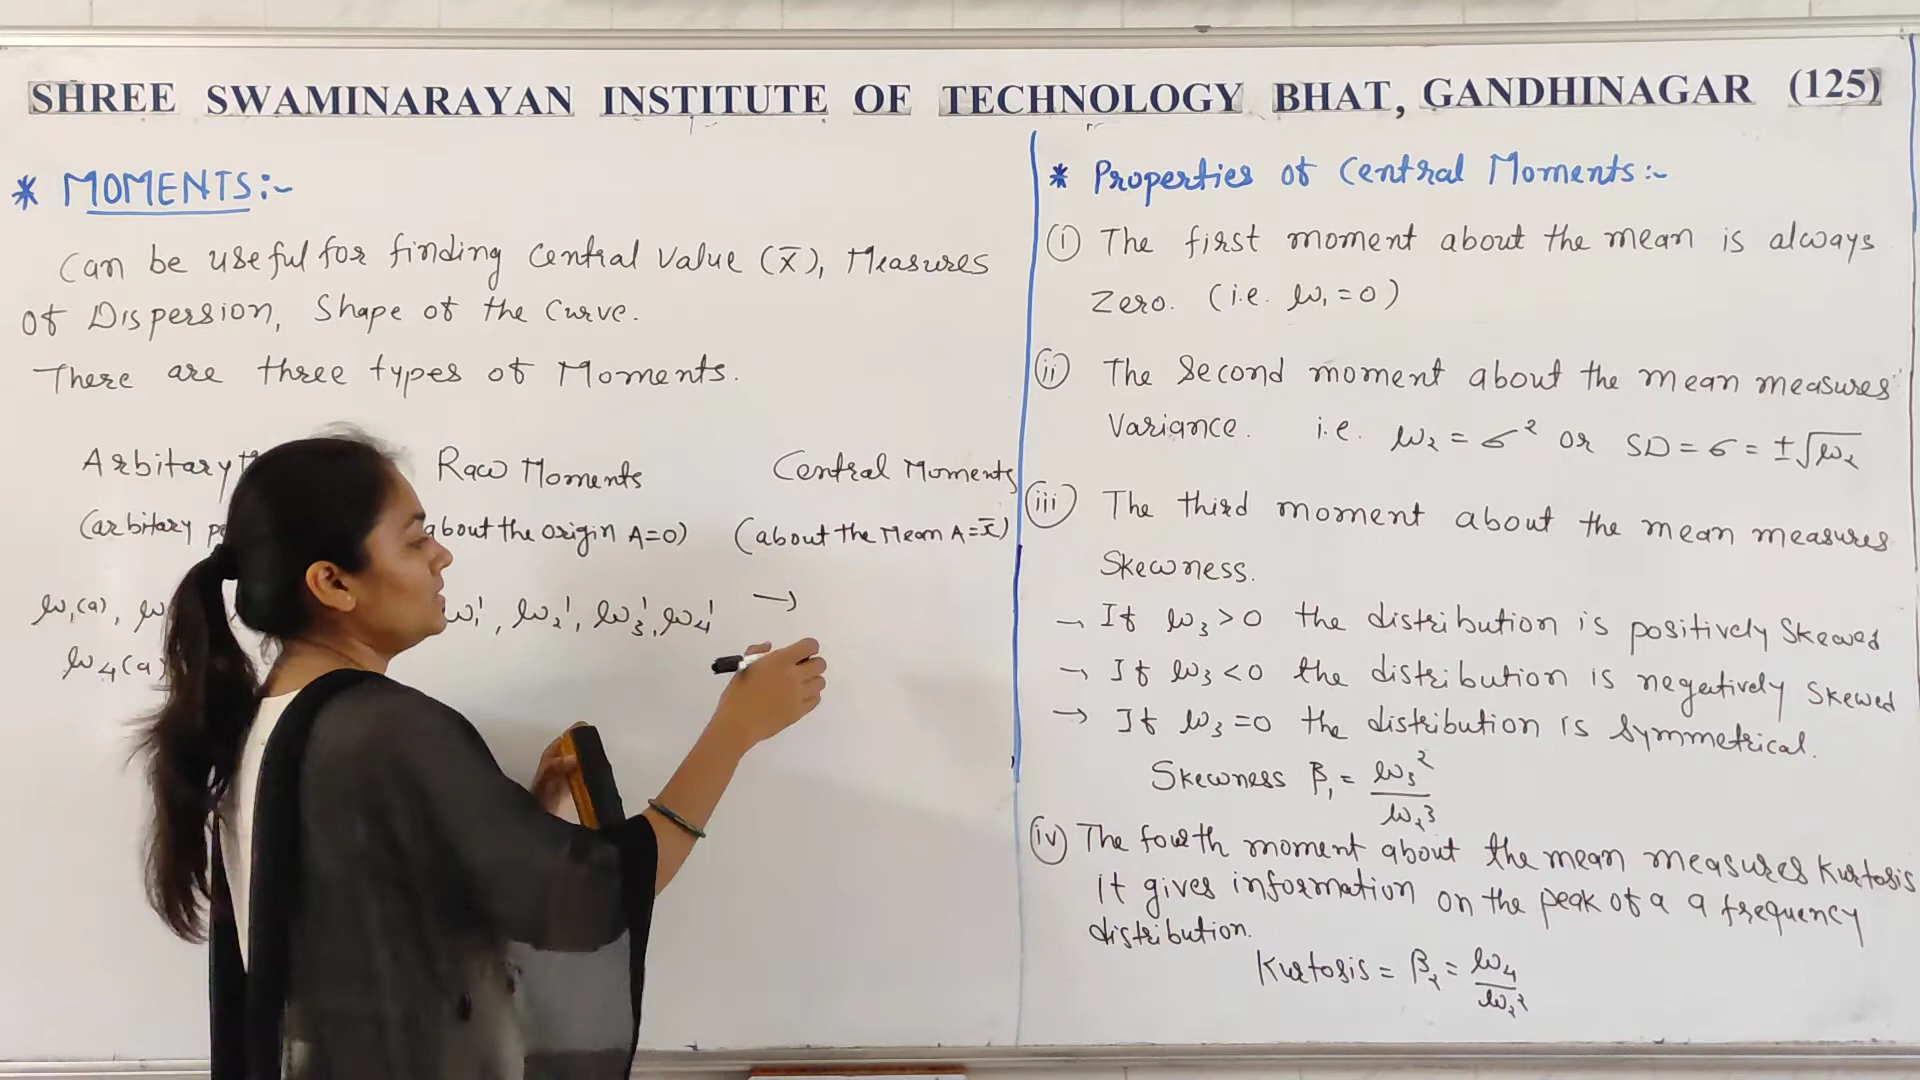 SHREE SWAMINARAYAN INSTITUTE OF TECHNOLOGY BHAT, GANDHINAGAR (125)
* MOMENTS:-
Can be useful for finding Central Value (x̄), Measures
of Dispersion, Shape of the Curve.
There are three types of Moments.
Arbitary
(arbitary
μ₁(a),
μ₄(a)
Raw Moments
about the origin A=0)
μ₁', μ₂', μ₃', μ₄'
Central Moments
(about the Mean A=x̄)
→
* Properties of Central Moments:-
(i) The first moment about the mean is always
Zero. (i.e. μ₁=0)
(ii) The Second moment about the mean measures
Variance. i.e. μ₂ = σ² or SD = σ = ±√μ₂
(iii) The third moment about the mean measures
Skewness.
→ If μ₃>0 the distribution is positively Skewed
→ If μ₃<0 the distribution is negatively Skewed
→ If μ₃=0 the distribution is Symmetrical.
Skewness β₁ = μ₃²/μ₂³
(iv) The fourth moment about the mean measures Kurtosis
it gives information on the peak of a a frequency
distribution.
Kurtosis = β₂ = μ₄/μ₂²